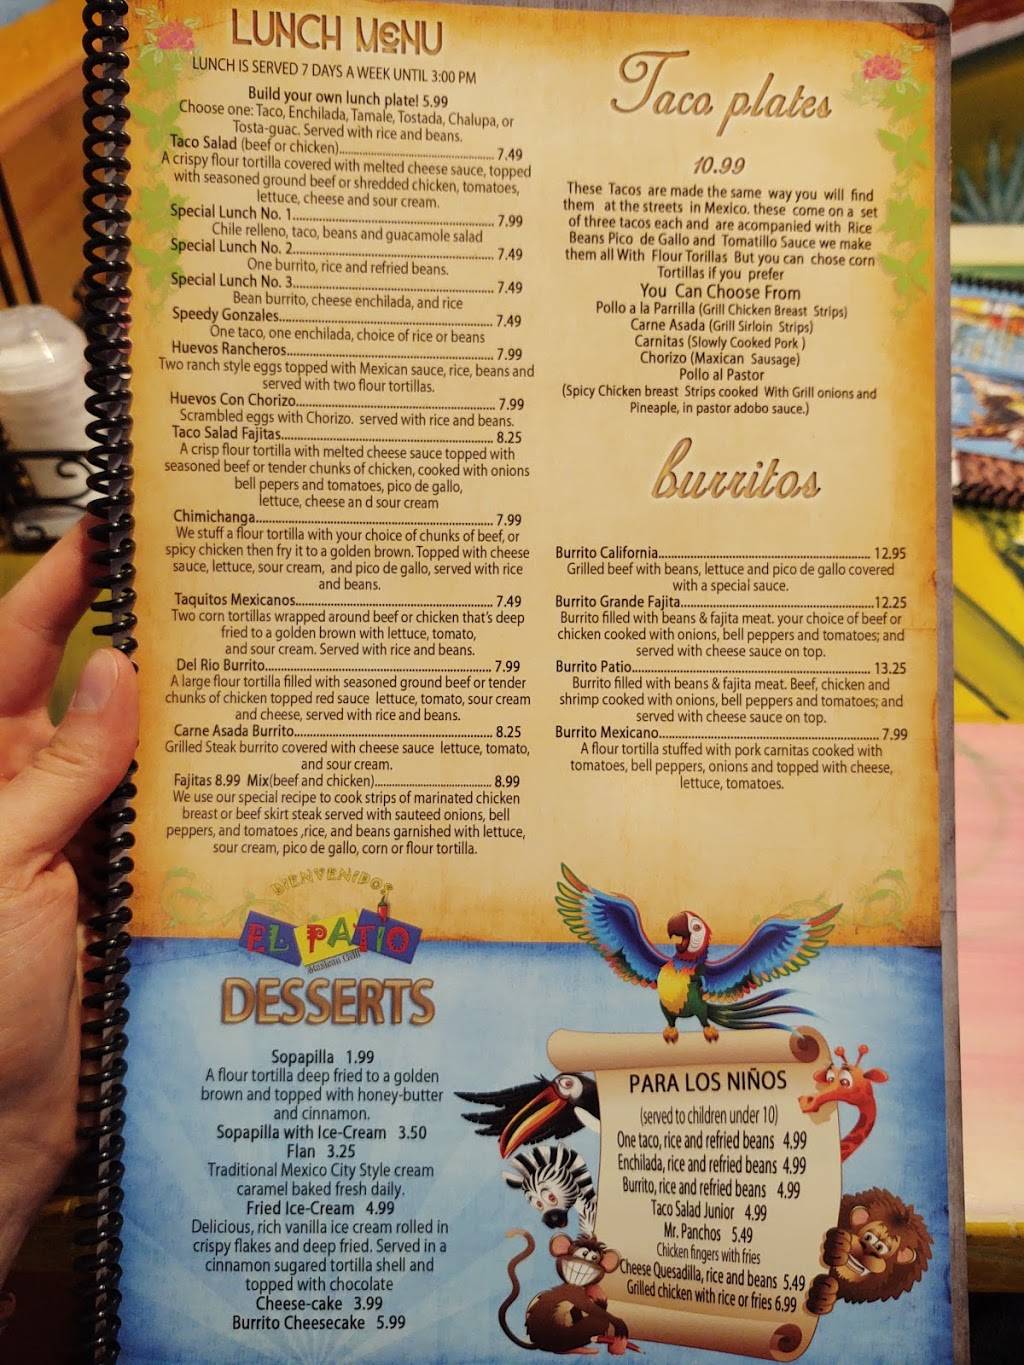 LUNCH MENU
LUNCH IS SERVED 7 DAYS A WEEK UNTIL 3:00 PM
Build your own lunch plate! 5.99
Choose one: Taco, Enchilada, Tamale, Tostada, Chalupa, or
Tosta-guac. Served with rice and beans.
Taco Salad (beef or chicken)........................................ 7.49
A crispy flour tortilla covered with melted cheese sauce, topped
with seasoned ground beef or shredded chicken, tomatoes,
lettuce, cheese and sour cream.
Special Lunch No. 1.................................................... 7.99
Chile relleno, taco, beans and guacamole salad
Special Lunch No. 2.................................................... 7.49
One burrito, rice and refried beans.
Special Lunch No. 3.................................................... 7.49
Bean burrito, cheese enchilada, and rice
Speedy Gonzales........................................................ 7.49
One taco, one enchilada, choice of rice or beans
Huevos Rancheros..................................................... 7.99
Two ranch style eggs topped with Mexican sauce, rice, beans and
served with two flour tortillas.
Huevos Con Chorizo.................................................. 7.99
Scrambled eggs with Chorizo. served with rice and beans.
Taco Salad Fajitas...................................................... 8.25
A crisp flour tortilla with melted cheese sauce topped with
seasoned beef or tender chunks of chicken, cooked with onions
bell pepers and tomatoes, pico de gallo,
lettuce, cheese an d sour cream
Chimichanga............................................................. 7.99
We stuff a flour tortilla with your choice of chunks of beef, or
spicy chicken then fry it to a golden brown. Topped with cheese
sauce, lettuce, sour cream, and pico de gallo, served with rice
and beans.
Taquitos Mexicanos.................................................. 7.49
Two corn tortillas wrapped around beef or chicken that's deep
fried to a golden brown with lettuce, tomato,
and sour cream. Served with rice and beans.
Del Rio Burrito........................................................... 7.99
A large flour tortilla filled with seasoned ground beef or tender
chunks of chicken topped red sauce lettuce, tomato, sour cream
and cheese, served with rice and beans.
Carne Asada Burrito................................................... 8.25
Grilled Steak burrito covered with cheese sauce lettuce, tomato,
and sour cream.
Fajitas 8.99 Mix(beef and chicken)............................... 8.99
We use our special recipe to cook strips of marinated chicken
breast or beef skirt steak served with sauteed onions, bell
peppers, and tomatoes ,rice, and beans garnished with lettuce,
sour cream, pico de gallo, corn or flour tortilla.
Taco plates
10.99
These Tacos are made the same way you will find
them at the streets in Mexico. these come on a set
of three tacos each and are acompanied with Rice
Beans Pico de Gallo and Tomatillo Sauce we make
them all With Flour Torillas But you can chose corn
Tortillas if you prefer
You Can Choose From
Pollo a la Parrilla (Grill Chicken Breast Strips)
Carne Asada (Grill Sirloin Strips)
Carnitas (Slowly Cooked Pork )
Chorizo (Maxican Sausage)
Pollo al Pastor
(Spicy Chicken breast Strips cooked With Grill onions and
Pineaple, in pastor adobo sauce.)
burritos
Burrito California....................................................... 12.95
Grilled beef with beans, lettuce and pico de gallo covered
with a special sauce.
Burrito Grande Fajita..................................................12.25
Burrito filled with beans & fajita meat. your choice of beef or
chicken cooked with onions, bell peppers and tomatoes; and
served with cheese sauce on top.
Burrito Patio.............................................................. 13.25
Burrito filled with beans & fajita meat. Beef, chicken and
shrimp cooked with onions, bell peppers and tomatoes; and
served with cheese sauce on top.
Burrito Mexicano......................................................... 7.99
A flour tortilla stuffed with pork carnitas cooked with
tomatoes, bell peppers, onions and topped with cheese,
lettuce, tomatoes.
BIENVENIDOS
EL PATIO
Mexican Grill
DESSERTS
Sopapilla 1.99
A flour tortilla deep fried to a golden
brown and topped with honey-butter
and cinnamon.
Sopapilla with Ice-Cream 3.50
Flan 3.25
Traditional Mexico City Style cream
caramel baked fresh daily.
Fried Ice-Cream 4.99
Delicious, rich vanilla ice cream rolled in
crispy flakes and deep fried. Served in a
cinnamon sugared tortilla shell and
topped with chocolate
Cheese-cake 3.99
Burrito Cheesecake 5.99
PARA LOS NIÑOS
(served to children under 10)
One taco, rice and refried beans 4.99
Enchilada, rice and refried beans 4.99
Burrito, rice and refried beans 4.99
Taco Salad Junior 4.99
Mr. Panchos 5.49
Chicken fingers with fries
Cheese Quesadilla, rice and beans 5.49
Grilled chicken with rice or fries 6.99